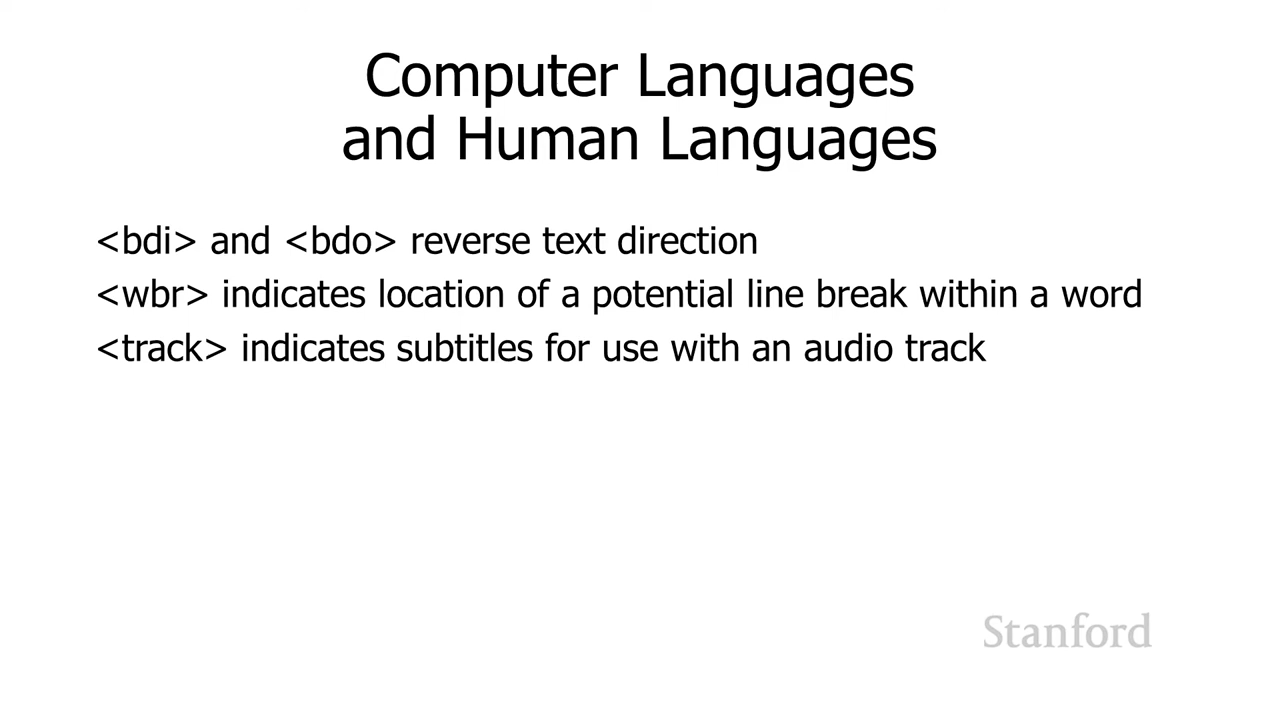 Computer Languages
and Human Languages
<bdi> and <bdo> reverse text direction
<wbr> indicates location of a potential line break within a word
<track> indicates subtitles for use with an audio track
Stanford